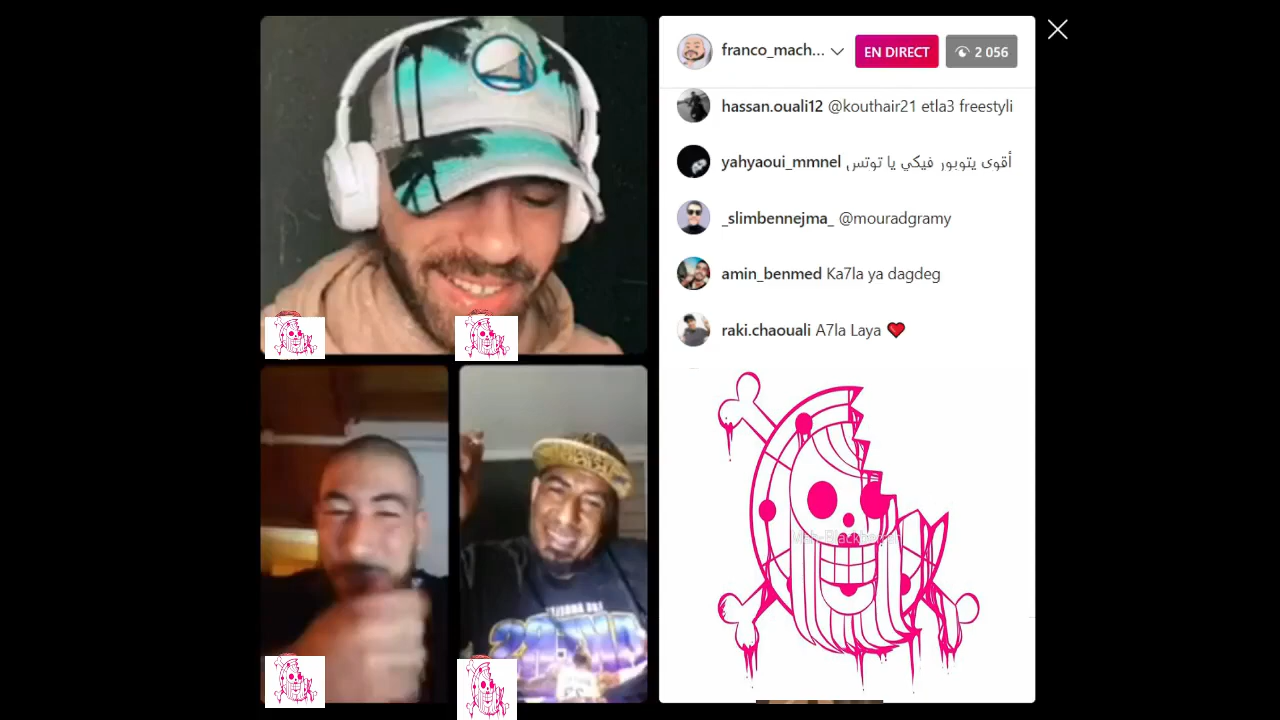 franco_mach...
EN DIRECT
2 056
hassan.ouali12 @kouthair21 etla3 freestyli
yahyaoui_mmnel أقوى يتوبور فيكي يا توتس
_slimbennejma_ @mouradgramy
amin_benmed Ka7la ya dagdeg
raki.chaouali A7la Laya ❤️